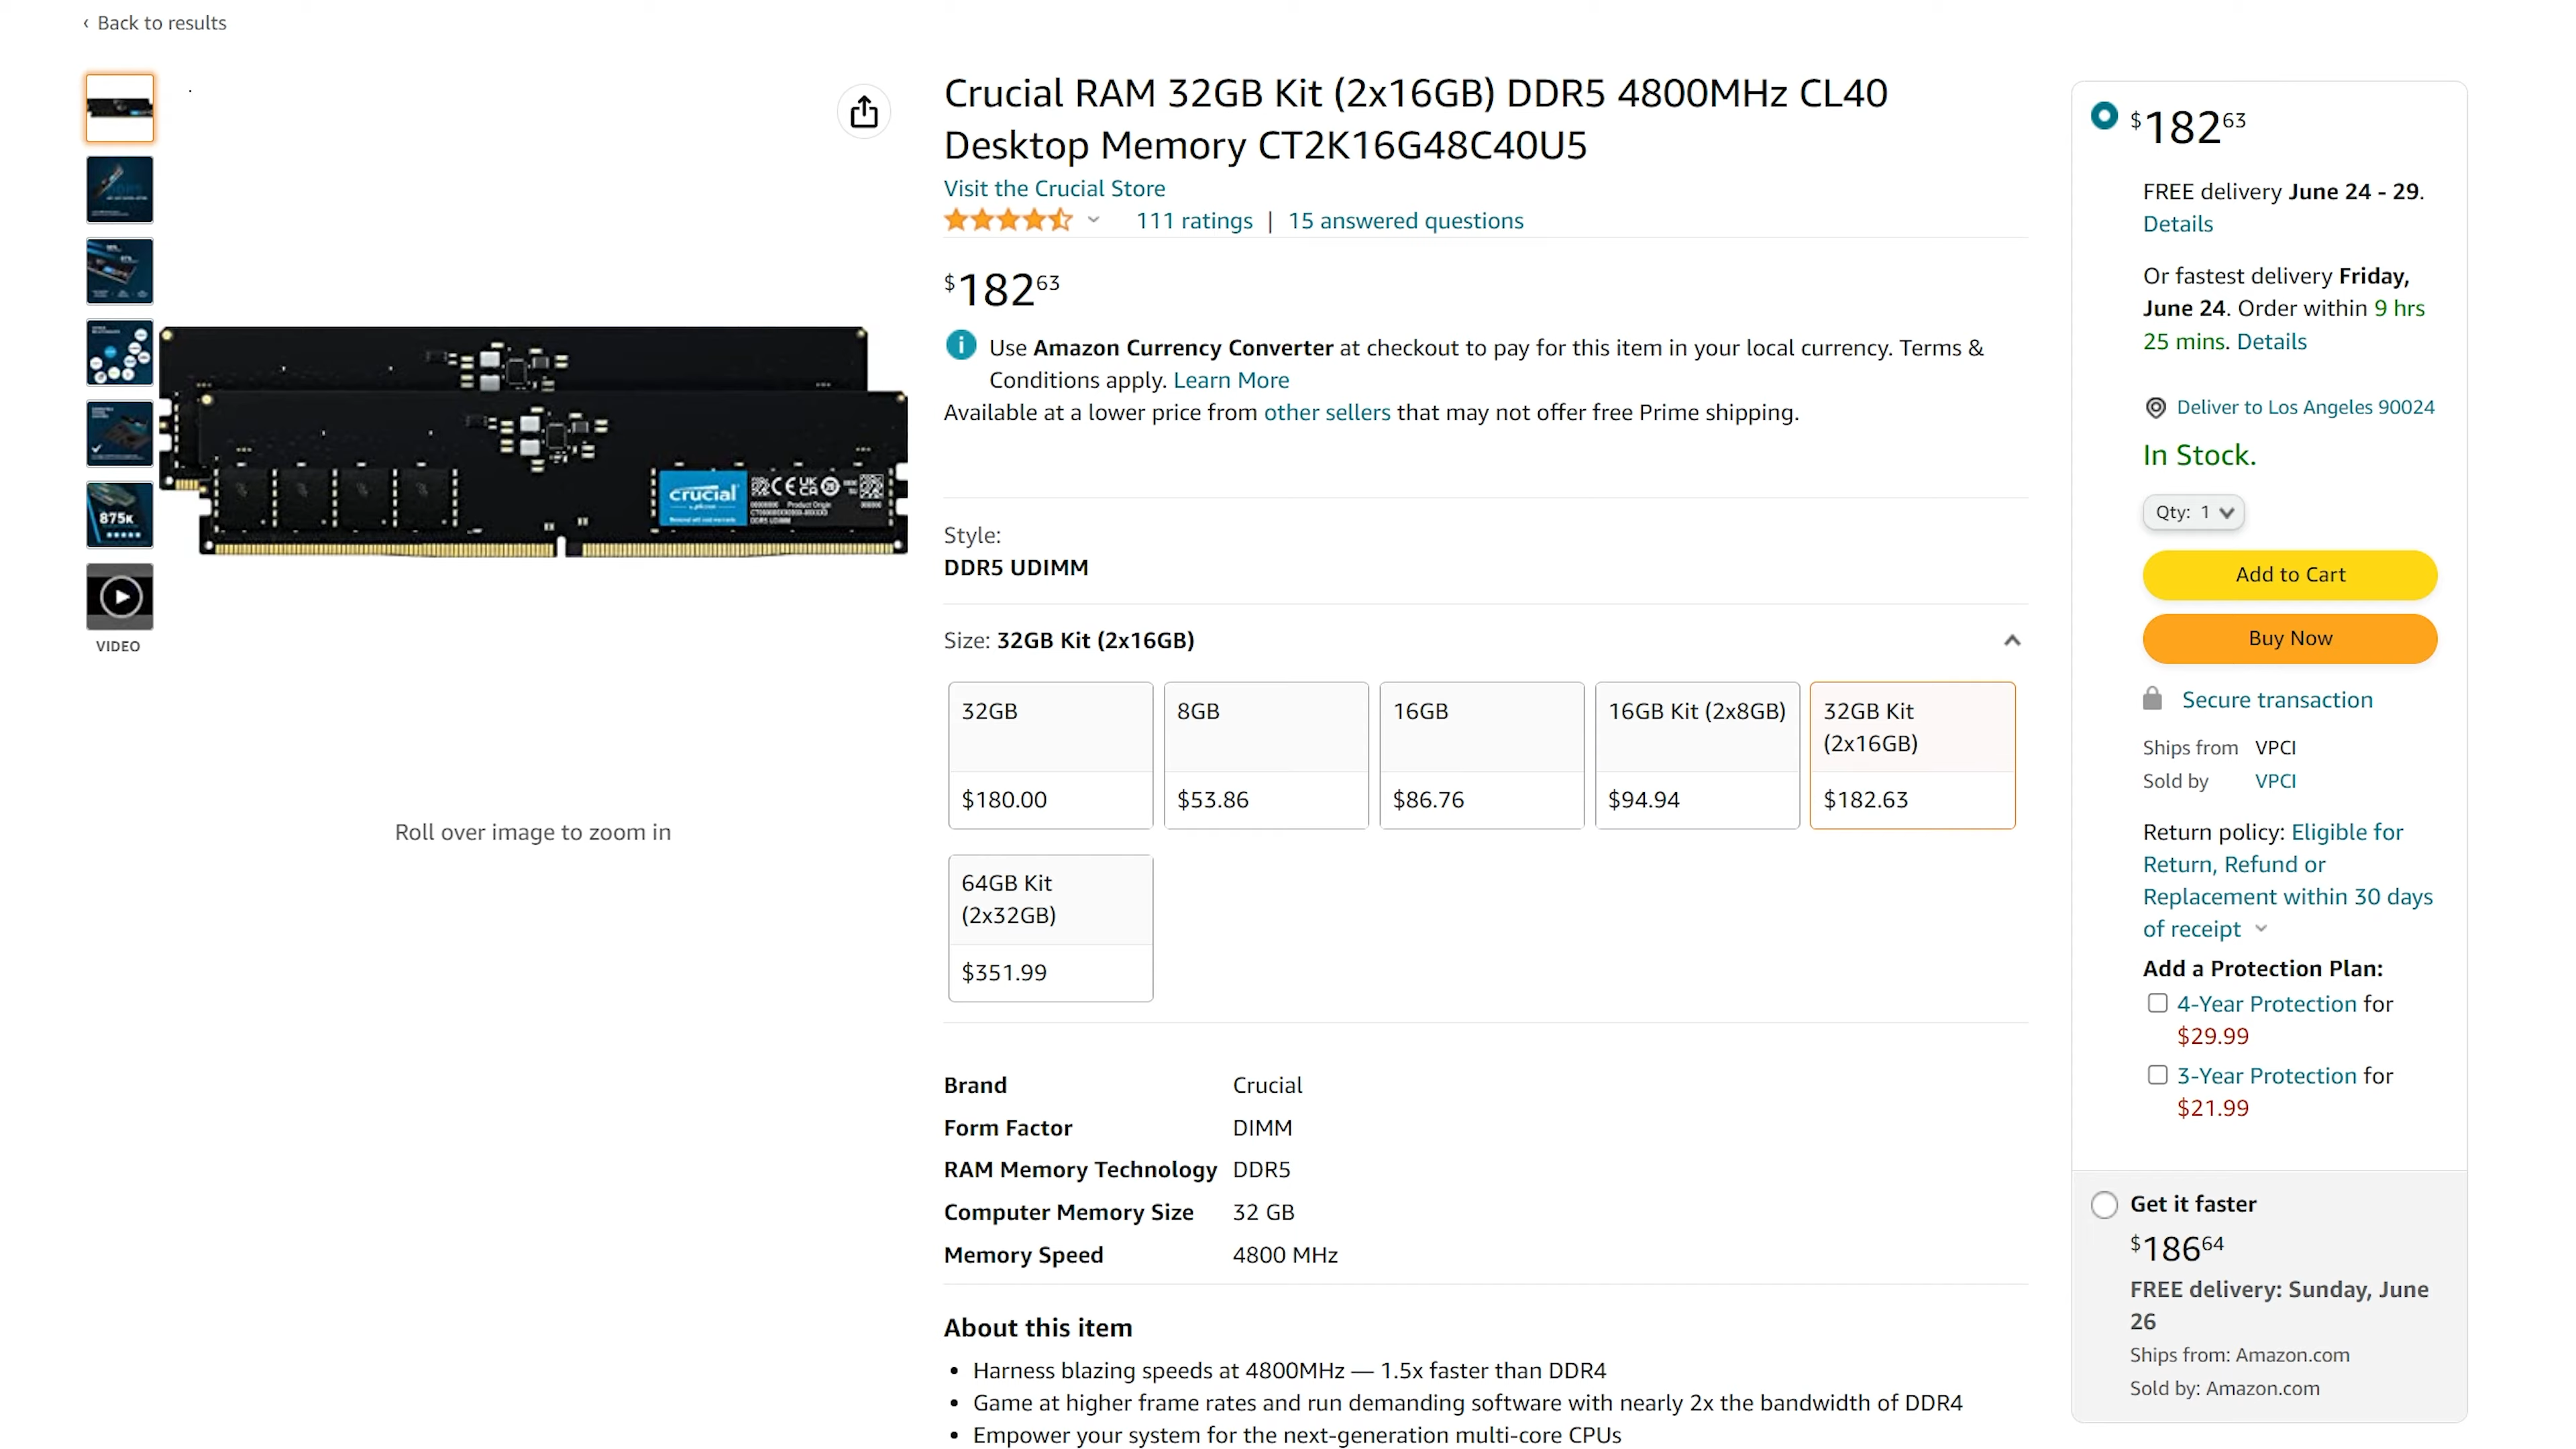 ‹ Back to results
Crucial RAM 32GB Kit (2x16GB) DDR5 4800MHz CL40
Desktop Memory CT2K16G48C40U5
Visit the Crucial Store
111 ratings | 15 answered questions
$182 63
Use Amazon Currency Converter at checkout to pay for this item in your local currency. Terms &
Conditions apply. Learn More
Available at a lower price from other sellers that may not offer free Prime shipping.
875K
VIDEO
crucial
Product Origin
DDR5 UDIMM
Roll over image to zoom in
Style:
DDR5 UDIMM
Size: 32GB Kit (2x16GB)
32GB
$180.00
8GB
$53.86
16GB
$86.76
16GB Kit (2x8GB)
$94.94
32GB Kit
(2x16GB)
$182.63
64GB Kit
(2x32GB)
$351.99
Brand Crucial
Form Factor DIMM
RAM Memory Technology DDR5
Computer Memory Size 32 GB
Memory Speed 4800 MHz
About this item
• Harness blazing speeds at 4800MHz — 1.5x faster than DDR4
• Game at higher frame rates and run demanding software with nearly 2x the bandwidth of DDR4
• Empower your system for the next-generation multi-core CPUs
$182 63
FREE delivery June 24 - 29.
Details
Or fastest delivery Friday,
June 24. Order within 9 hrs
25 mins. Details
Deliver to Los Angeles 90024
In Stock.
Qty: 1
Add to Cart
Buy Now
Secure transaction
Ships from VPCI
Sold by VPCI
Return policy: Eligible for
Return, Refund or
Replacement within 30 days
of receipt
Add a Protection Plan:
4-Year Protection for
$29.99
3-Year Protection for
$21.99
Get it faster
$186 64
FREE delivery: Sunday, June
26
Ships from: Amazon.com
Sold by: Amazon.com